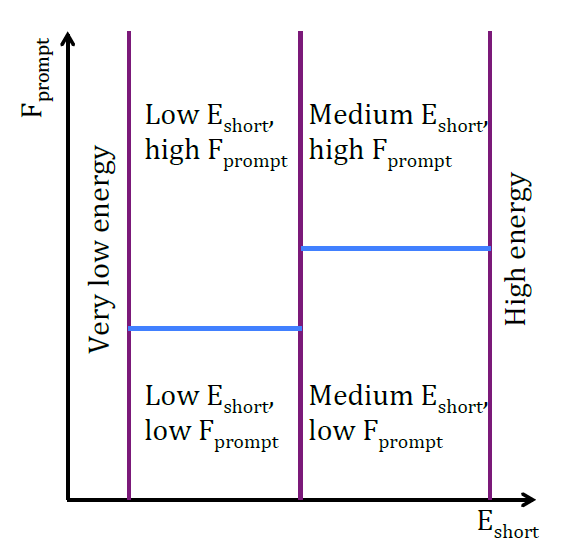 F_prompt
Very low energy
Low E_short,
high F_prompt
Medium E_short,
high F_prompt
Low E_short,
low F_prompt
Medium E_short,
low F_prompt
High energy
E_short